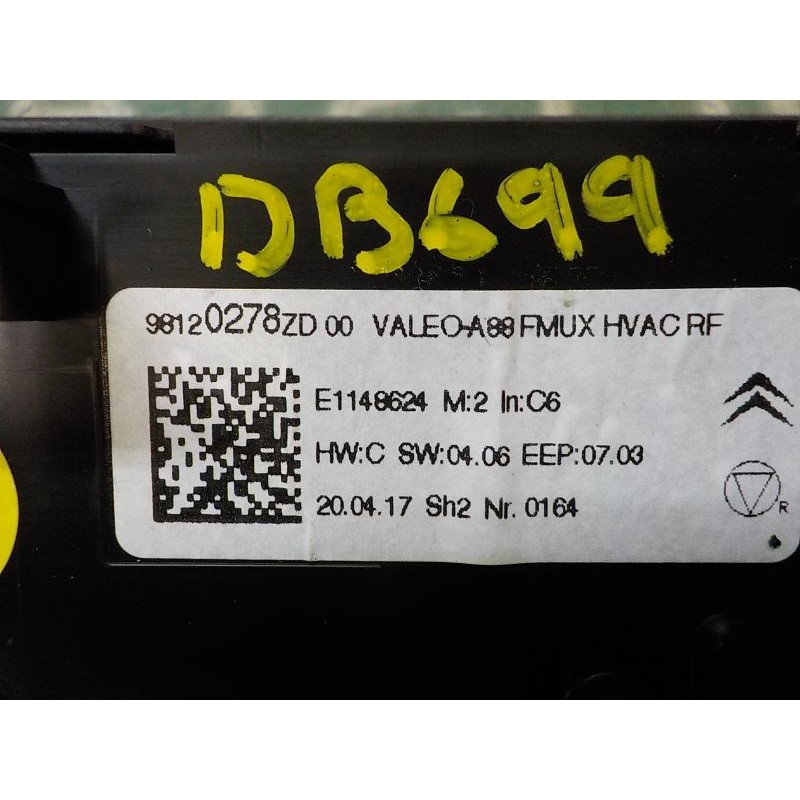 DB699
98120278ZD 00 VALEO-A88 FMUX HVAC RF
E1148624 M:2 In:C6
HW:C SW:04.06 EEP:07.03
20.04.17 Sh2 Nr. 0164
R